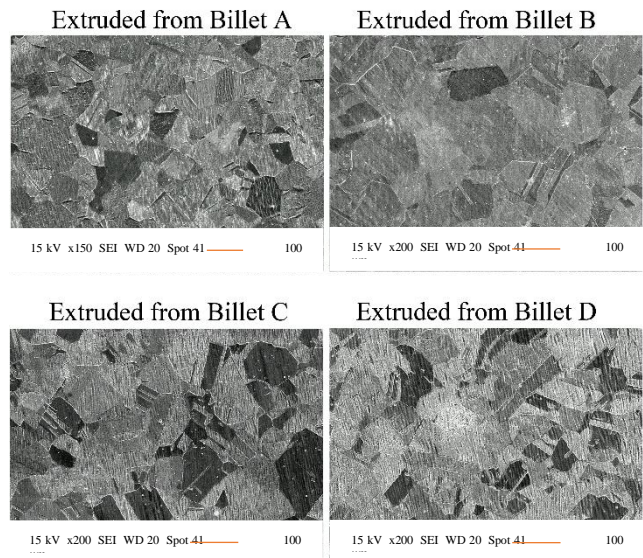 Extruded from Billet A
Extruded from Billet B
15 kV x150 SEI WD 20 Spot 41 100
15 kV x200 SEI WD 20 Spot 41 100
Extruded from Billet C
Extruded from Billet D
15 kV x200 SEI WD 20 Spot 41 100
15 kV x200 SEI WD 20 Spot 41 100